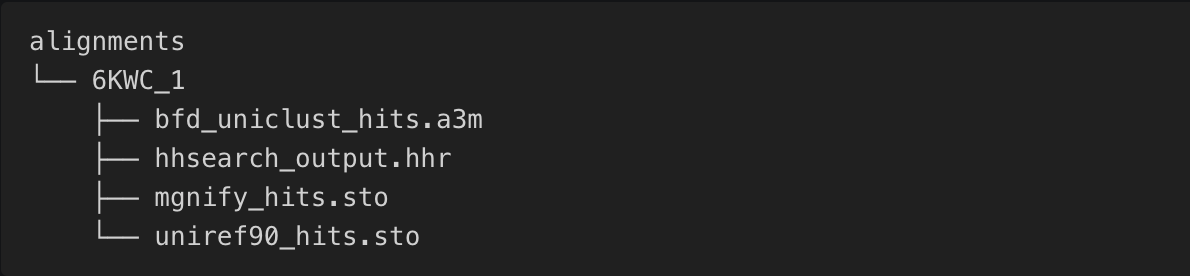 alignments
└── 6KWC_1
    ├── bfd_uniclust_hits.a3m
    ├── hhsearch_output.hhr
    ├── mgnify_hits.sto
    └── uniref90_hits.sto